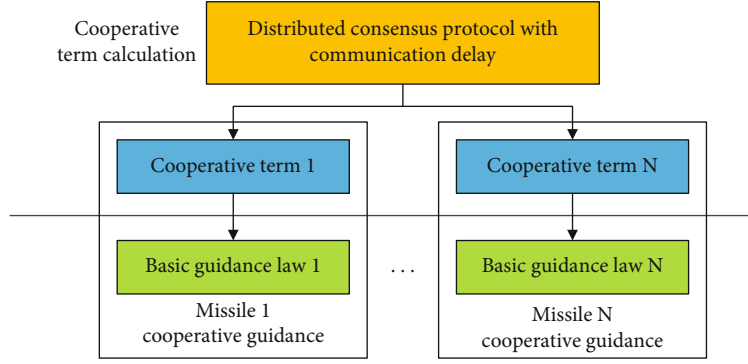 Cooperative
term calculation
Distributed consensus protocol with
communication delay
Cooperative term 1
Cooperative term N
Basic guidance law 1
...
Basic guidance law N
Missile 1
cooperative guidance
Missile N
cooperative guidance